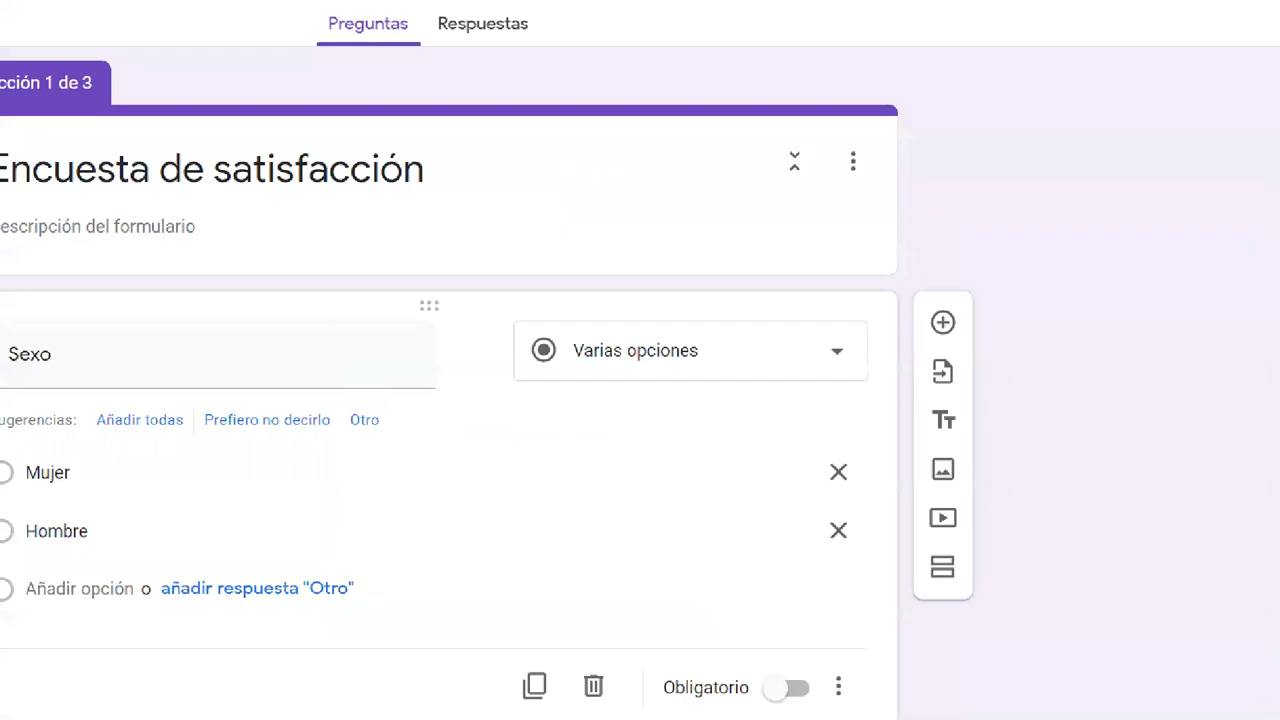 Preguntas Respuestas
cción 1 de 3
Encuesta de satisfacción
escripción del formulario
Sexo
Varias opciones
ugerencias: Añadir todas Prefiero no decirlo Otro
Mujer
Hombre
Añadir opción o añadir respuesta "Otro"
Obligatorio